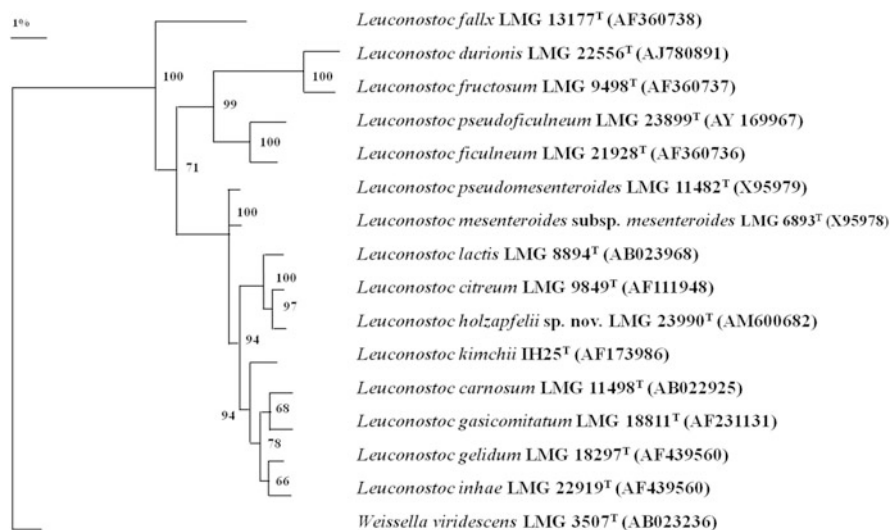 1%
Leuconostoc fallx LMG 13177ᵀ (AF360738)
Leuconostoc durionis LMG 22556ᵀ (AJ780891)
100
100
Leuconostoc fructosum LMG 9498ᵀ (AF360737)
99
Leuconostoc pseudoficulneum LMG 23899ᵀ (AY 169967)
100
Leuconostoc ficulneum LMG 21928ᵀ (AF360736)
71
Leuconostoc pseudomesenteroides LMG 11482ᵀ (X95979)
100
Leuconostoc mesenteroides subsp. mesenteroides LMG 6893ᵀ (X95978)
Leuconostoc lactis LMG 8894ᵀ (AB023968)
100
Leuconostoc citreum LMG 9849ᵀ (AF111948)
97
Leuconostoc holzapfelii sp. nov. LMG 23990ᵀ (AM600682)
94
Leuconostoc kimchii IH25ᵀ (AF173986)
Leuconostoc carnosum LMG 11498ᵀ (AB022925)
68
94
Leuconostoc gasicomitatum LMG 18811ᵀ (AF231131)
78
Leuconostoc gelidum LMG 18297ᵀ (AF439560)
66
Leuconostoc inhae LMG 22919ᵀ (AF439560)
Weissella viridescens LMG 3507ᵀ (AB023236)